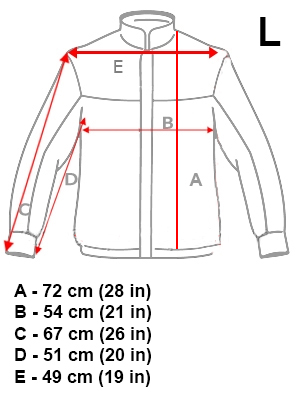 L
E
B
D
A
C
A - 72 cm (28 in)
B - 54 cm (21 in)
C - 67 cm (26 in)
D - 51 cm (20 in)
E - 49 cm (19 in)